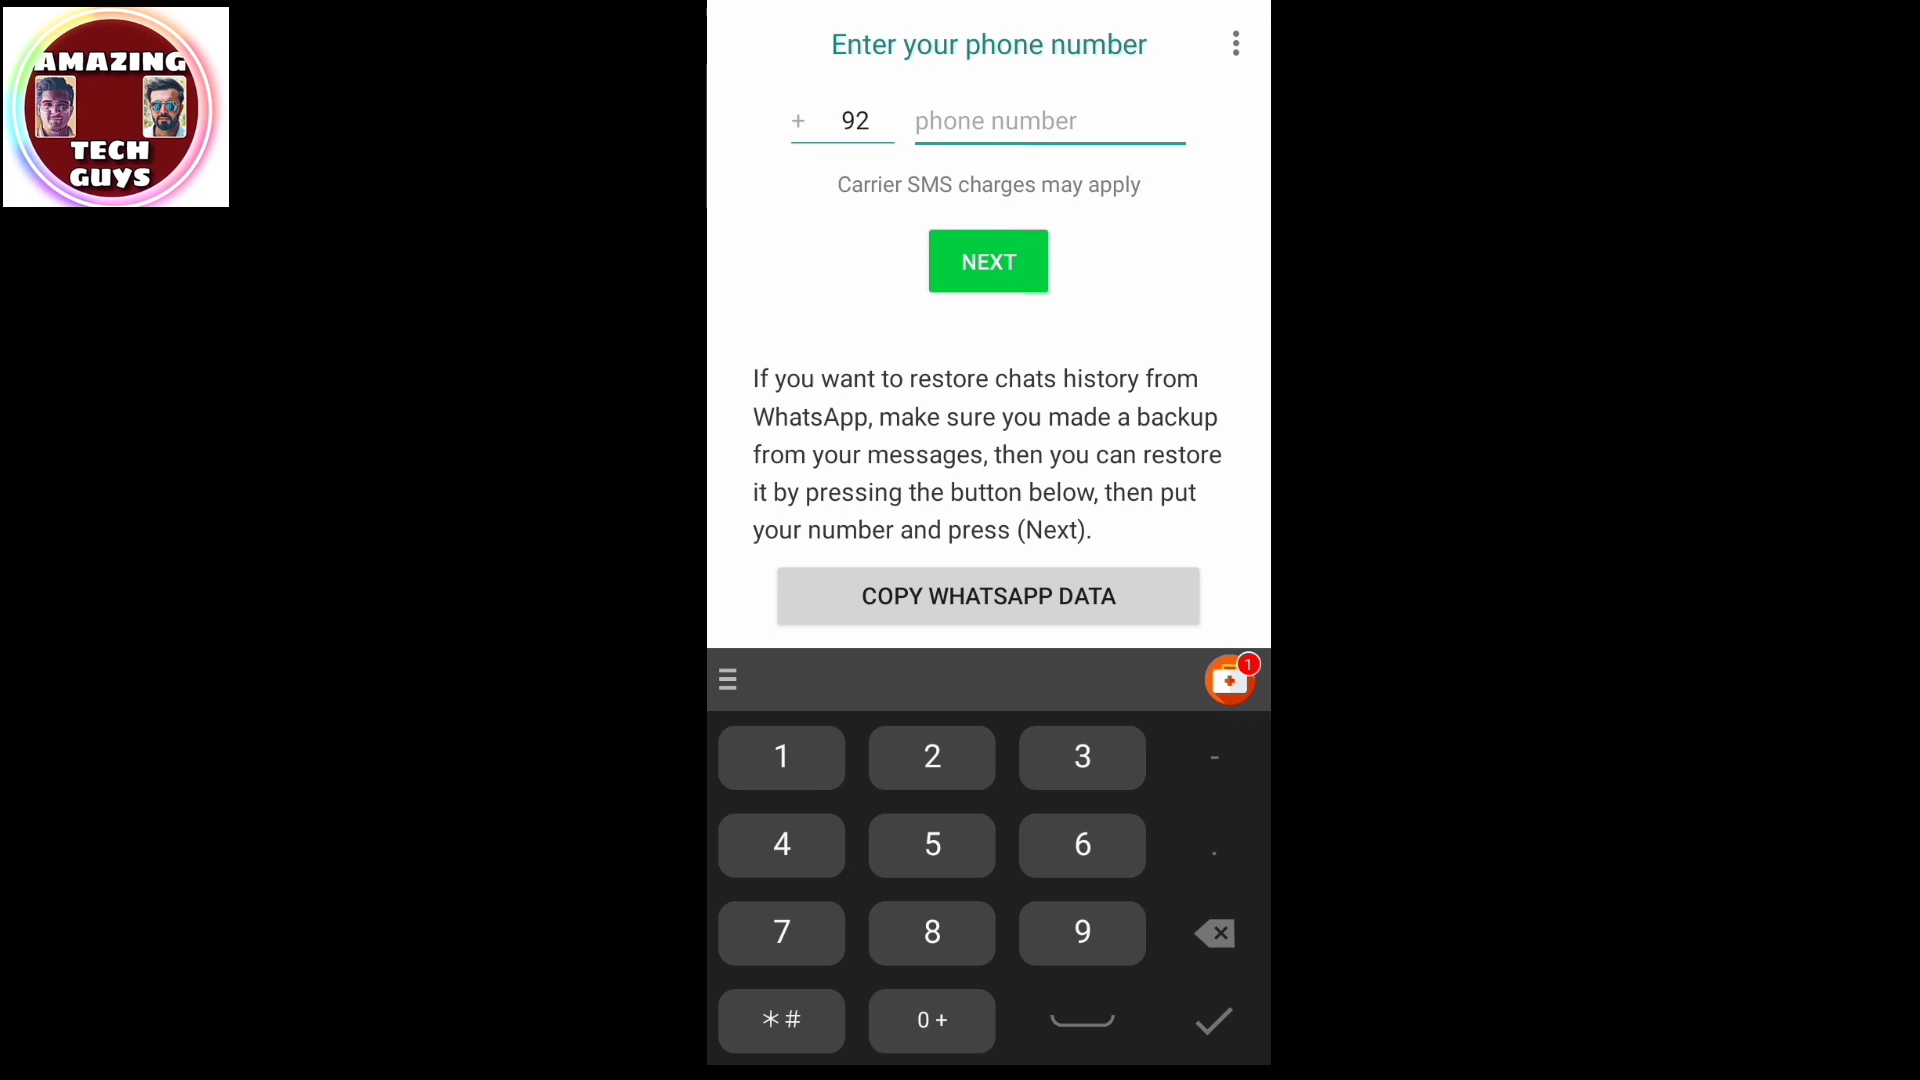 AMAZING
TECH
GUYS
Enter your phone number
+ 92 phone number
Carrier SMS charges may apply
NEXT
If you want to restore chats history from
WhatsApp, make sure you made a backup
from your messages, then you can restore
it by pressing the button below, then put
your number and press (Next).
COPY WHATSAPP DATA
1
1 2 3 -
4 5 6 .
7 8 9
*# 0 +